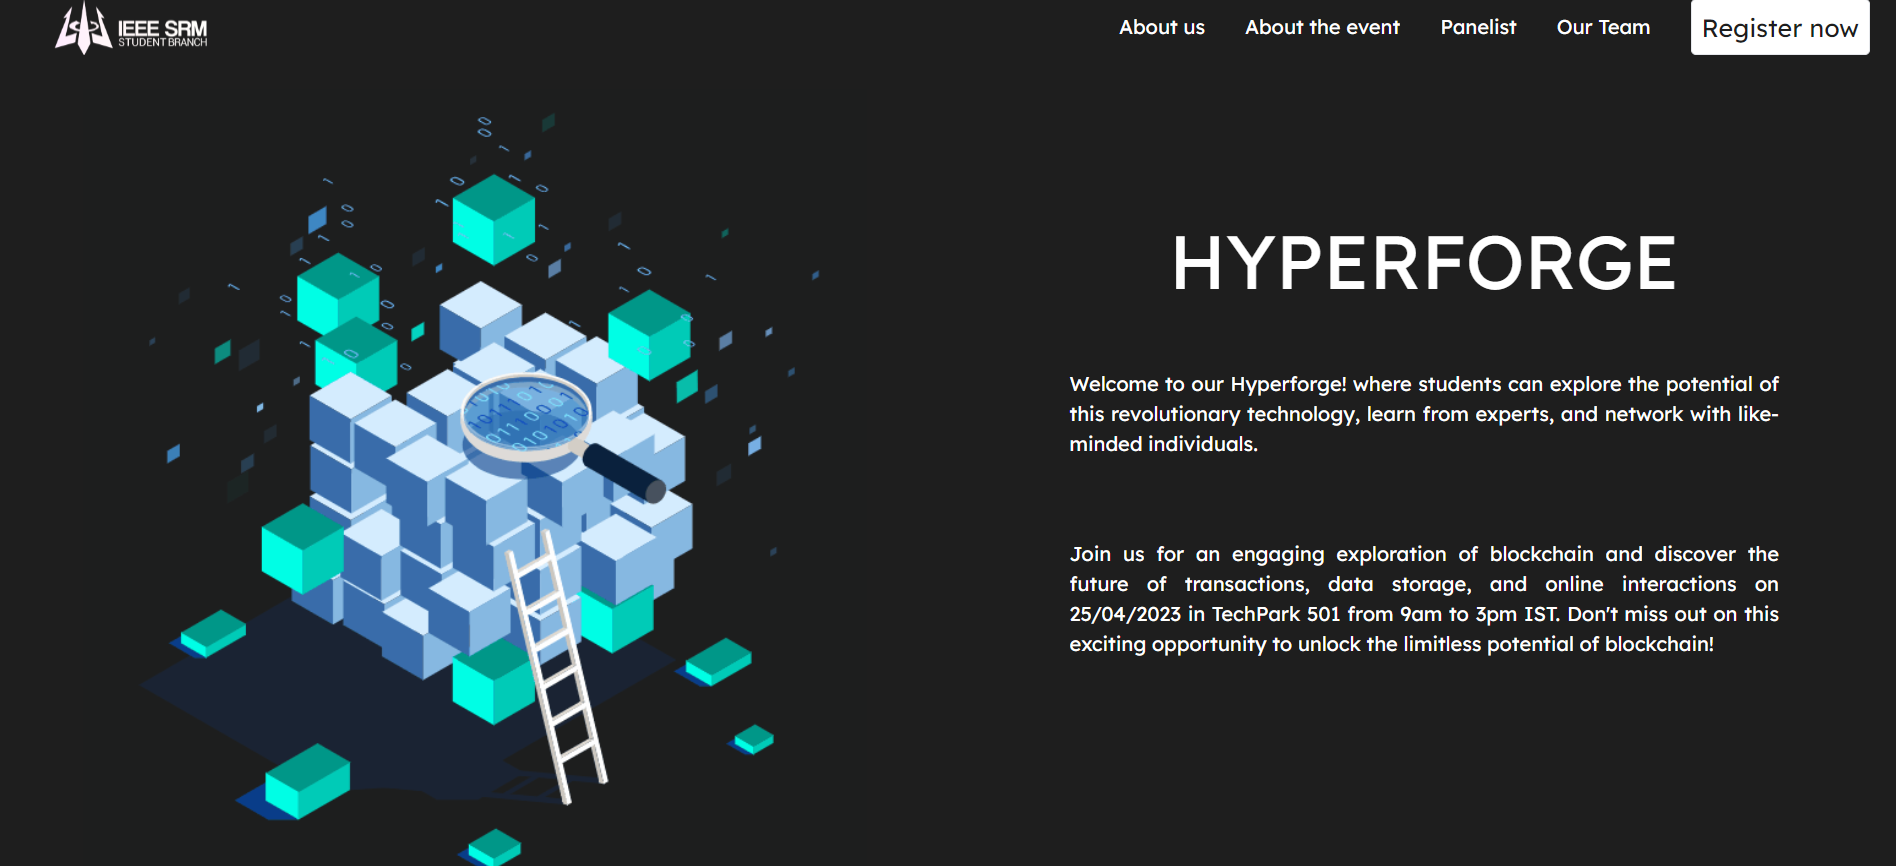 IEEE SRM
STUDENT BRANCH
About us
About the event
Panelist
Our Team
Register now
HYPERFORGE
Welcome to our Hyperforge! where students can explore the potential of
this revolutionary technology, learn from experts, and network with like-
minded individuals.
Join us for an engaging exploration of blockchain and discover the
future of transactions, data storage, and online interactions on
25/04/2023 in TechPark 501 from 9am to 3pm IST. Don't miss out on this
exciting opportunity to unlock the limitless potential of blockchain!